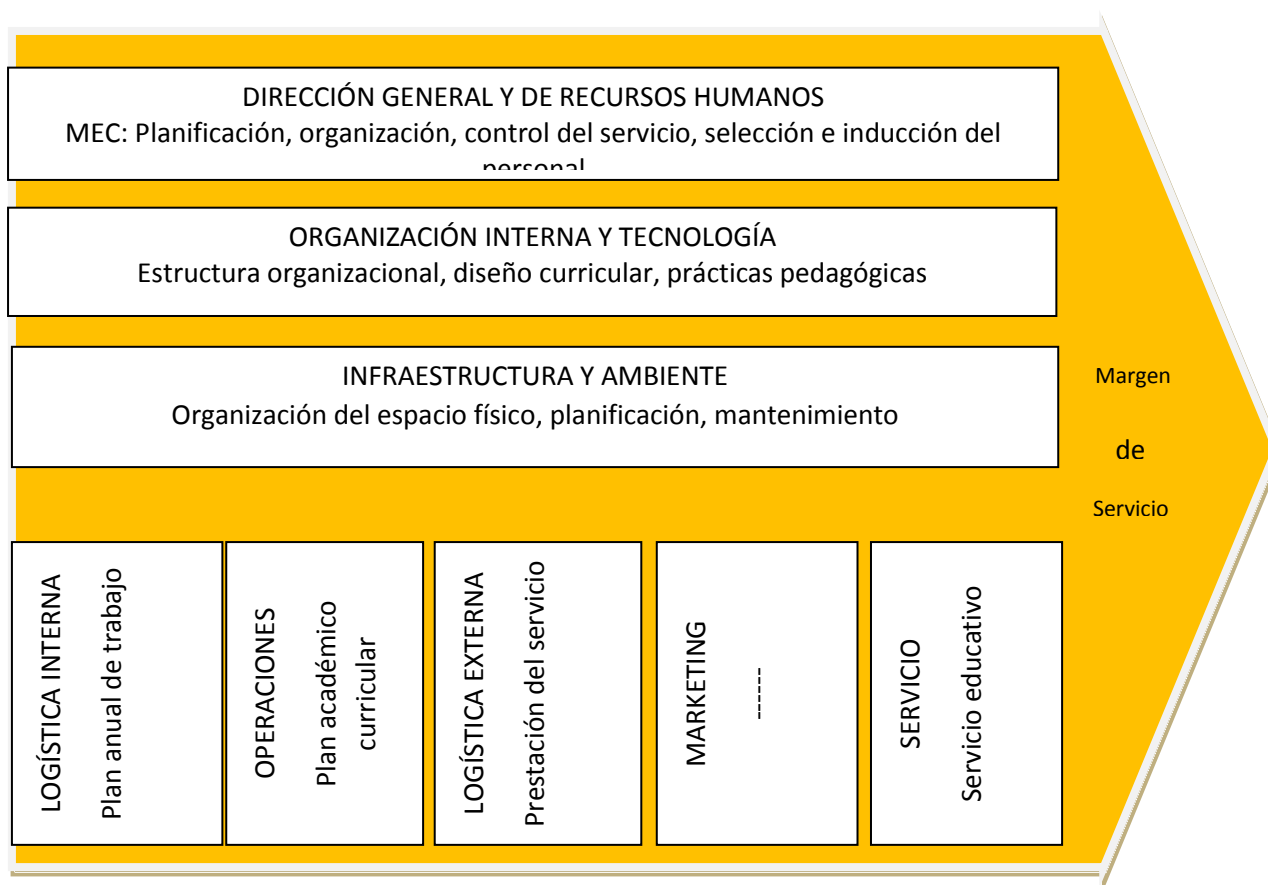 DIRECCIÓN GENERAL Y DE RECURSOS HUMANOS
MEC: Planificación, organización, control del servicio, selección e inducción del
personal
ORGANIZACIÓN INTERNA Y TECNOLOGÍA
Estructura organizacional, diseño curricular, prácticas pedagógicas
INFRAESTRUCTURA Y AMBIENTE
Organización del espacio físico, planificación, mantenimiento
Margen
de
Servicio
LOGÍSTICA INTERNA
Plan anual de trabajo
OPERACIONES
Plan académico
curricular
LOGÍSTICA EXTERNA
Prestación del servicio
MARKETING
------
SERVICIO
Servicio educativo